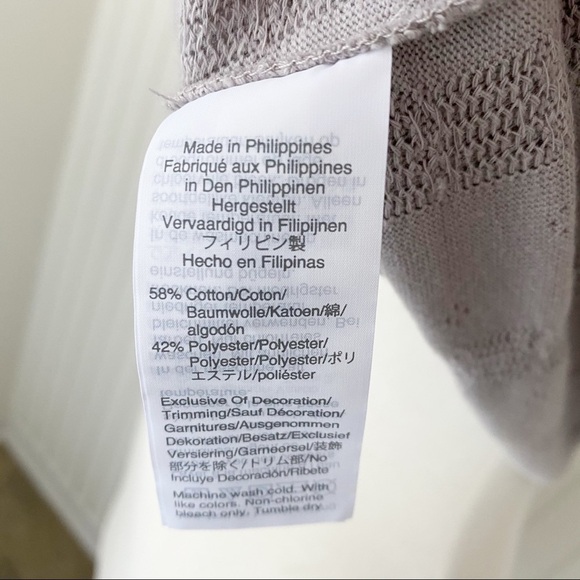 Made in Philippines
Fabriqué aux Philippines
in Den Philippinen
Hergestellt
Vervaardigd in Filipijnen
フィリピン製
Hecho en Filipinas
58% Cotton/Coton/
Baumwolle/Katoen/綿/
algodón
42% Polyester/Polyester/
Polyester/Polyester/ポリ
エステル/poliéster
Exclusive Of Decoration/
Trimming/Sauf Décoration/
Garnitures/Ausgenommen
Dekoration/Besatz/Exclusief
Versiering/Garneersel/装飾
部分を除く/トリム部/No
Incluye Decoración/Ribete
Machine wash cold. With
like colors. Non-chlorine
bleach only. Tumble dry.